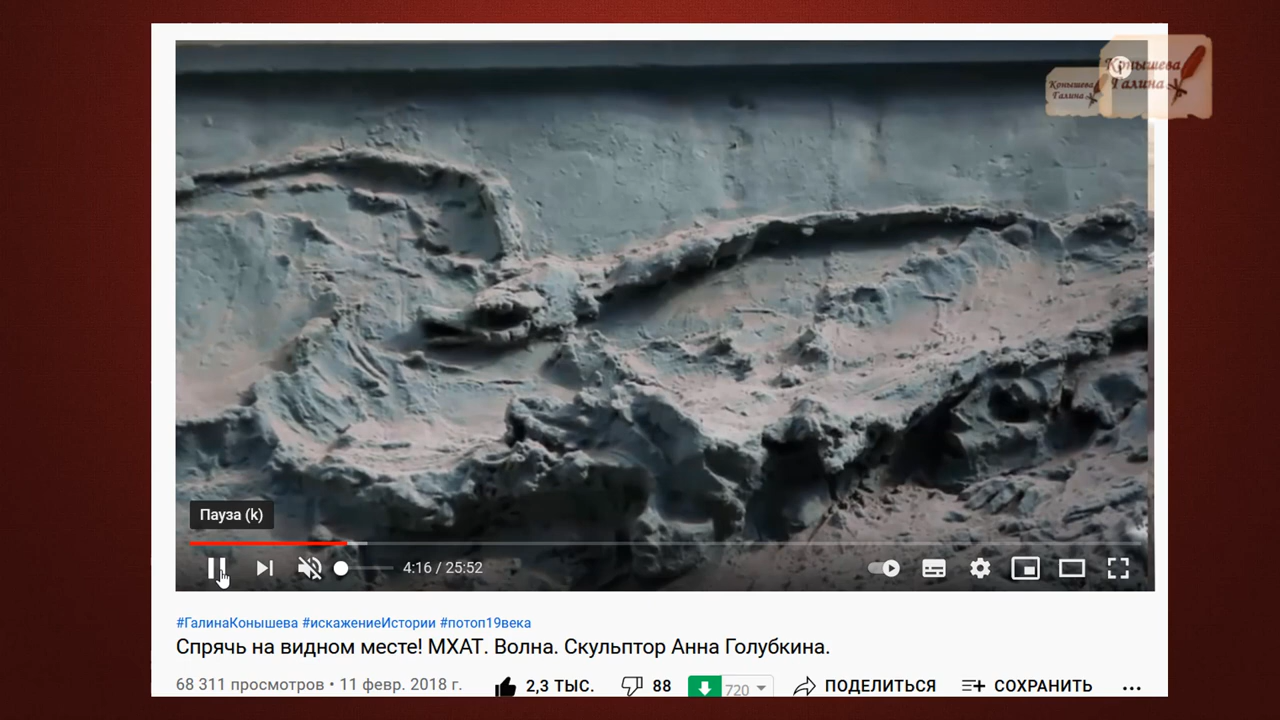 Конышева
Галина
Конышева
Галина
Пауза (k)
4:16 / 25:52
#ГалинаКонышева #искажениеИстории #потоп19века
Спрячь на видном месте! МХАТ. Волна. Скульптор Анна Голубкина.
68 311 просмотров • 11 февр. 2018 г. 2,3 ТЫС. 88 720 ПОДЕЛИТЬСЯ СОХРАНИТЬ